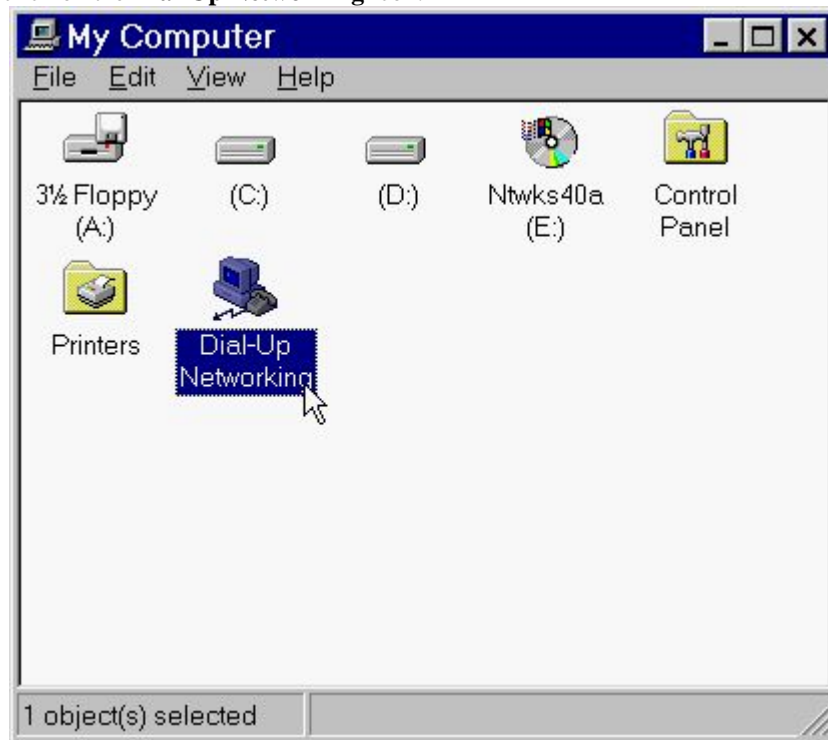 My Computer
File Edit View Help
3½ Floppy (A:)
(C:)
(D:)
Ntwks40a (E:)
Control Panel
Printers
Dial-Up Networking
1 object(s) selected